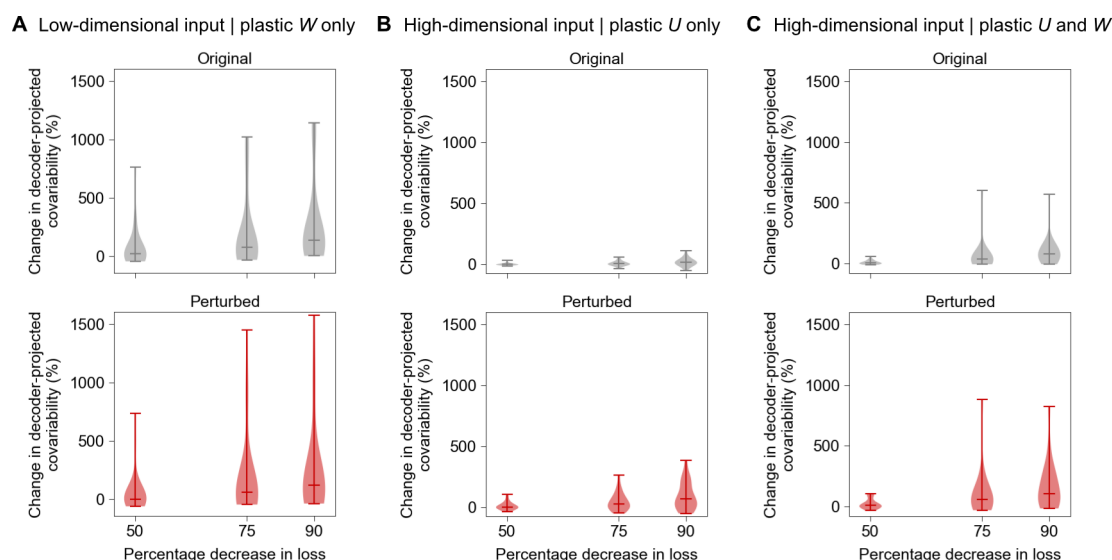 A Low-dimensional input | plastic W only
Original
Change in decoder-projected
covariability (%)
1500
1000
500
0
Perturbed
Change in decoder-projected
covariability (%)
1500
1000
500
0
50 75 90
Percentage decrease in loss
B High-dimensional input | plastic U only
Original
Change in decoder-projected
covariability (%)
1500
1000
500
0
Perturbed
Change in decoder-projected
covariability (%)
1500
1000
500
0
50 75 90
Percentage decrease in loss
C High-dimensional input | plastic U and W
Original
Change in decoder-projected
covariability (%)
1500
1000
500
0
Perturbed
Change in decoder-projected
covariability (%)
1500
1000
500
0
50 75 90
Percentage decrease in loss